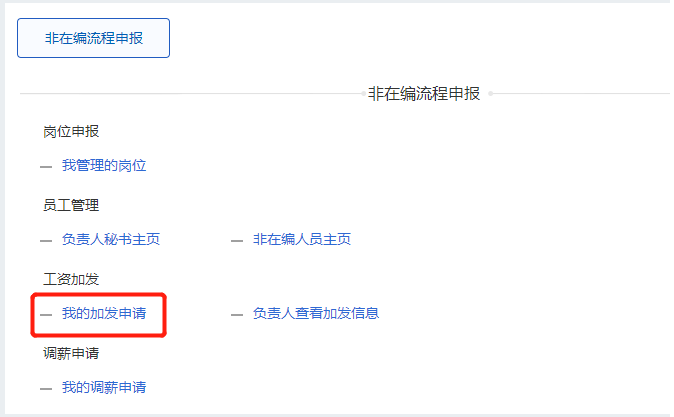 非在编流程申报
非在编流程申报
岗位申报
我管理的岗位
员工管理
负责人秘书主页 非在编人员主页
工资加发
我的加发申请 负责人查看加发信息
调薪申请
我的调薪申请